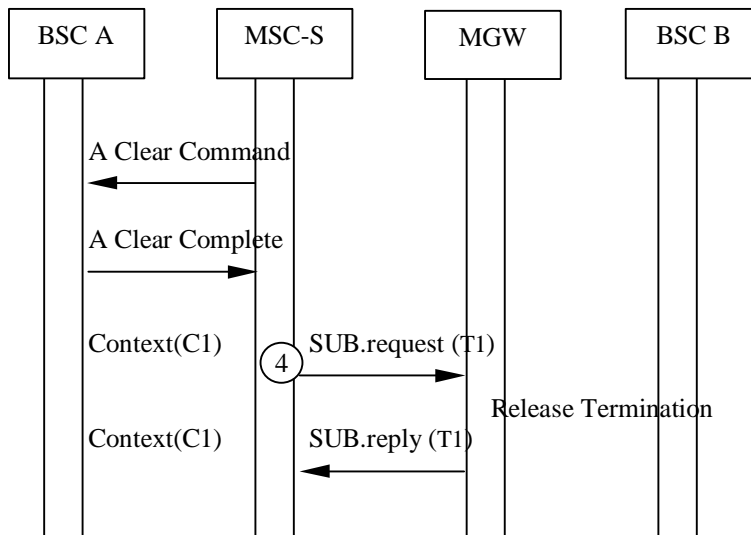 BSC A MSC-S MGW BSC B
A Clear Command
A Clear Complete
Context(C1) SUB.request (T1)
4
Release Termination
Context(C1) SUB.reply (T1)